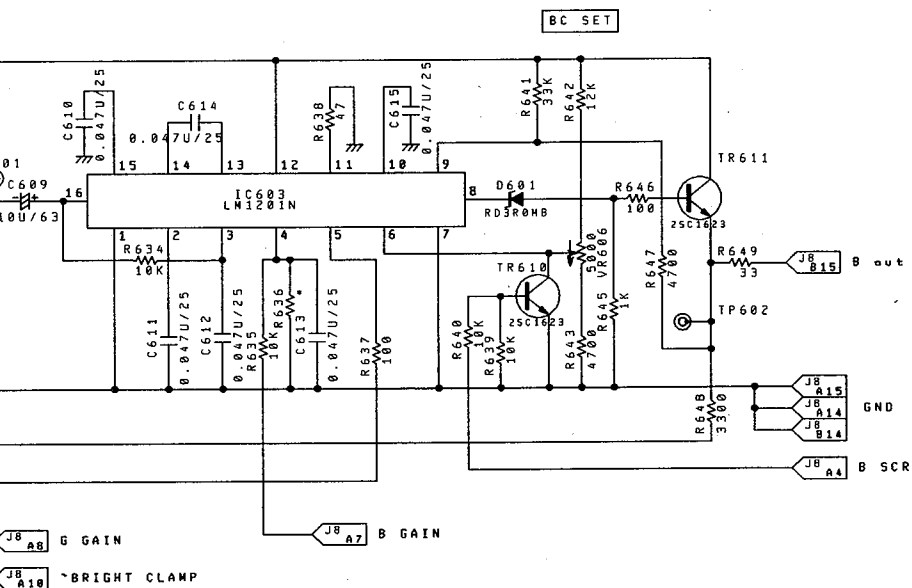 BC SET
C610
0.047U/25
C614
0.047U/25
R638
47
C615
0.047U/25
R641
33K
R642
12K
TR611
2SC1623
01
C609
10U/63
16
15
14
13
12
11
10
9
IC603
LM1201N
8
D601
RD3R0MB
R646
100
1
2
3
4
5
6
7
R634
10K
C611
0.047U/25
C612
0.047U/25
R635
10K
R636
*
C613
0.047U/25
R637
100
TR610
2SC1623
R640
10K
R639
10K
5000
VR606
R643
4700
R645
1K
R647
4700
R649
33
J8
B15
B out
TP602
J8
A15
J8
A14
GND
J8
B14
R648
3300
J8
A4
B SCR
J8
A7
B GAIN
J8
A8
G GAIN
J8
A10
BRIGHT CLAMP